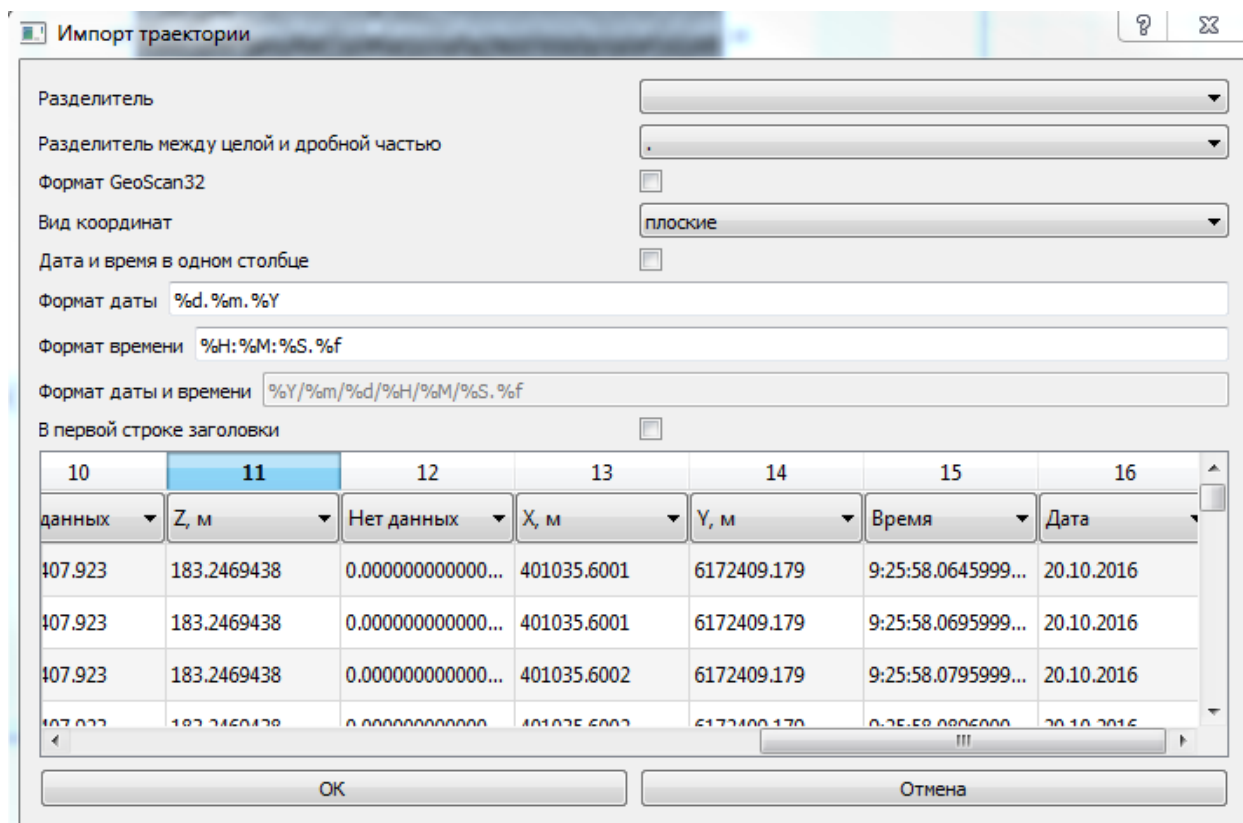 Импорт траектории
Разделитель
Разделитель между целой и дробной частью .
Формат GeoScan32
Вид координат плоские
Дата и время в одном столбце
Формат даты %d.%m.%Y
Формат времени %H:%M:%S.%f
Формат даты и времени %Y/%m/%d/%H/%M/%S.%f
В первой строке заголовки
10 11 12 13 14 15 16
данных Z, м Нет данных X, м Y, м Время Дата
407.923 183.2469438 0.000000000000... 401035.6001 6172409.179 9:25:58.0645999... 20.10.2016
407.923 183.2469438 0.000000000000... 401035.6001 6172409.179 9:25:58.0695999... 20.10.2016
407.923 183.2469438 0.000000000000... 401035.6002 6172409.179 9:25:58.0795999... 20.10.2016
OK Отмена